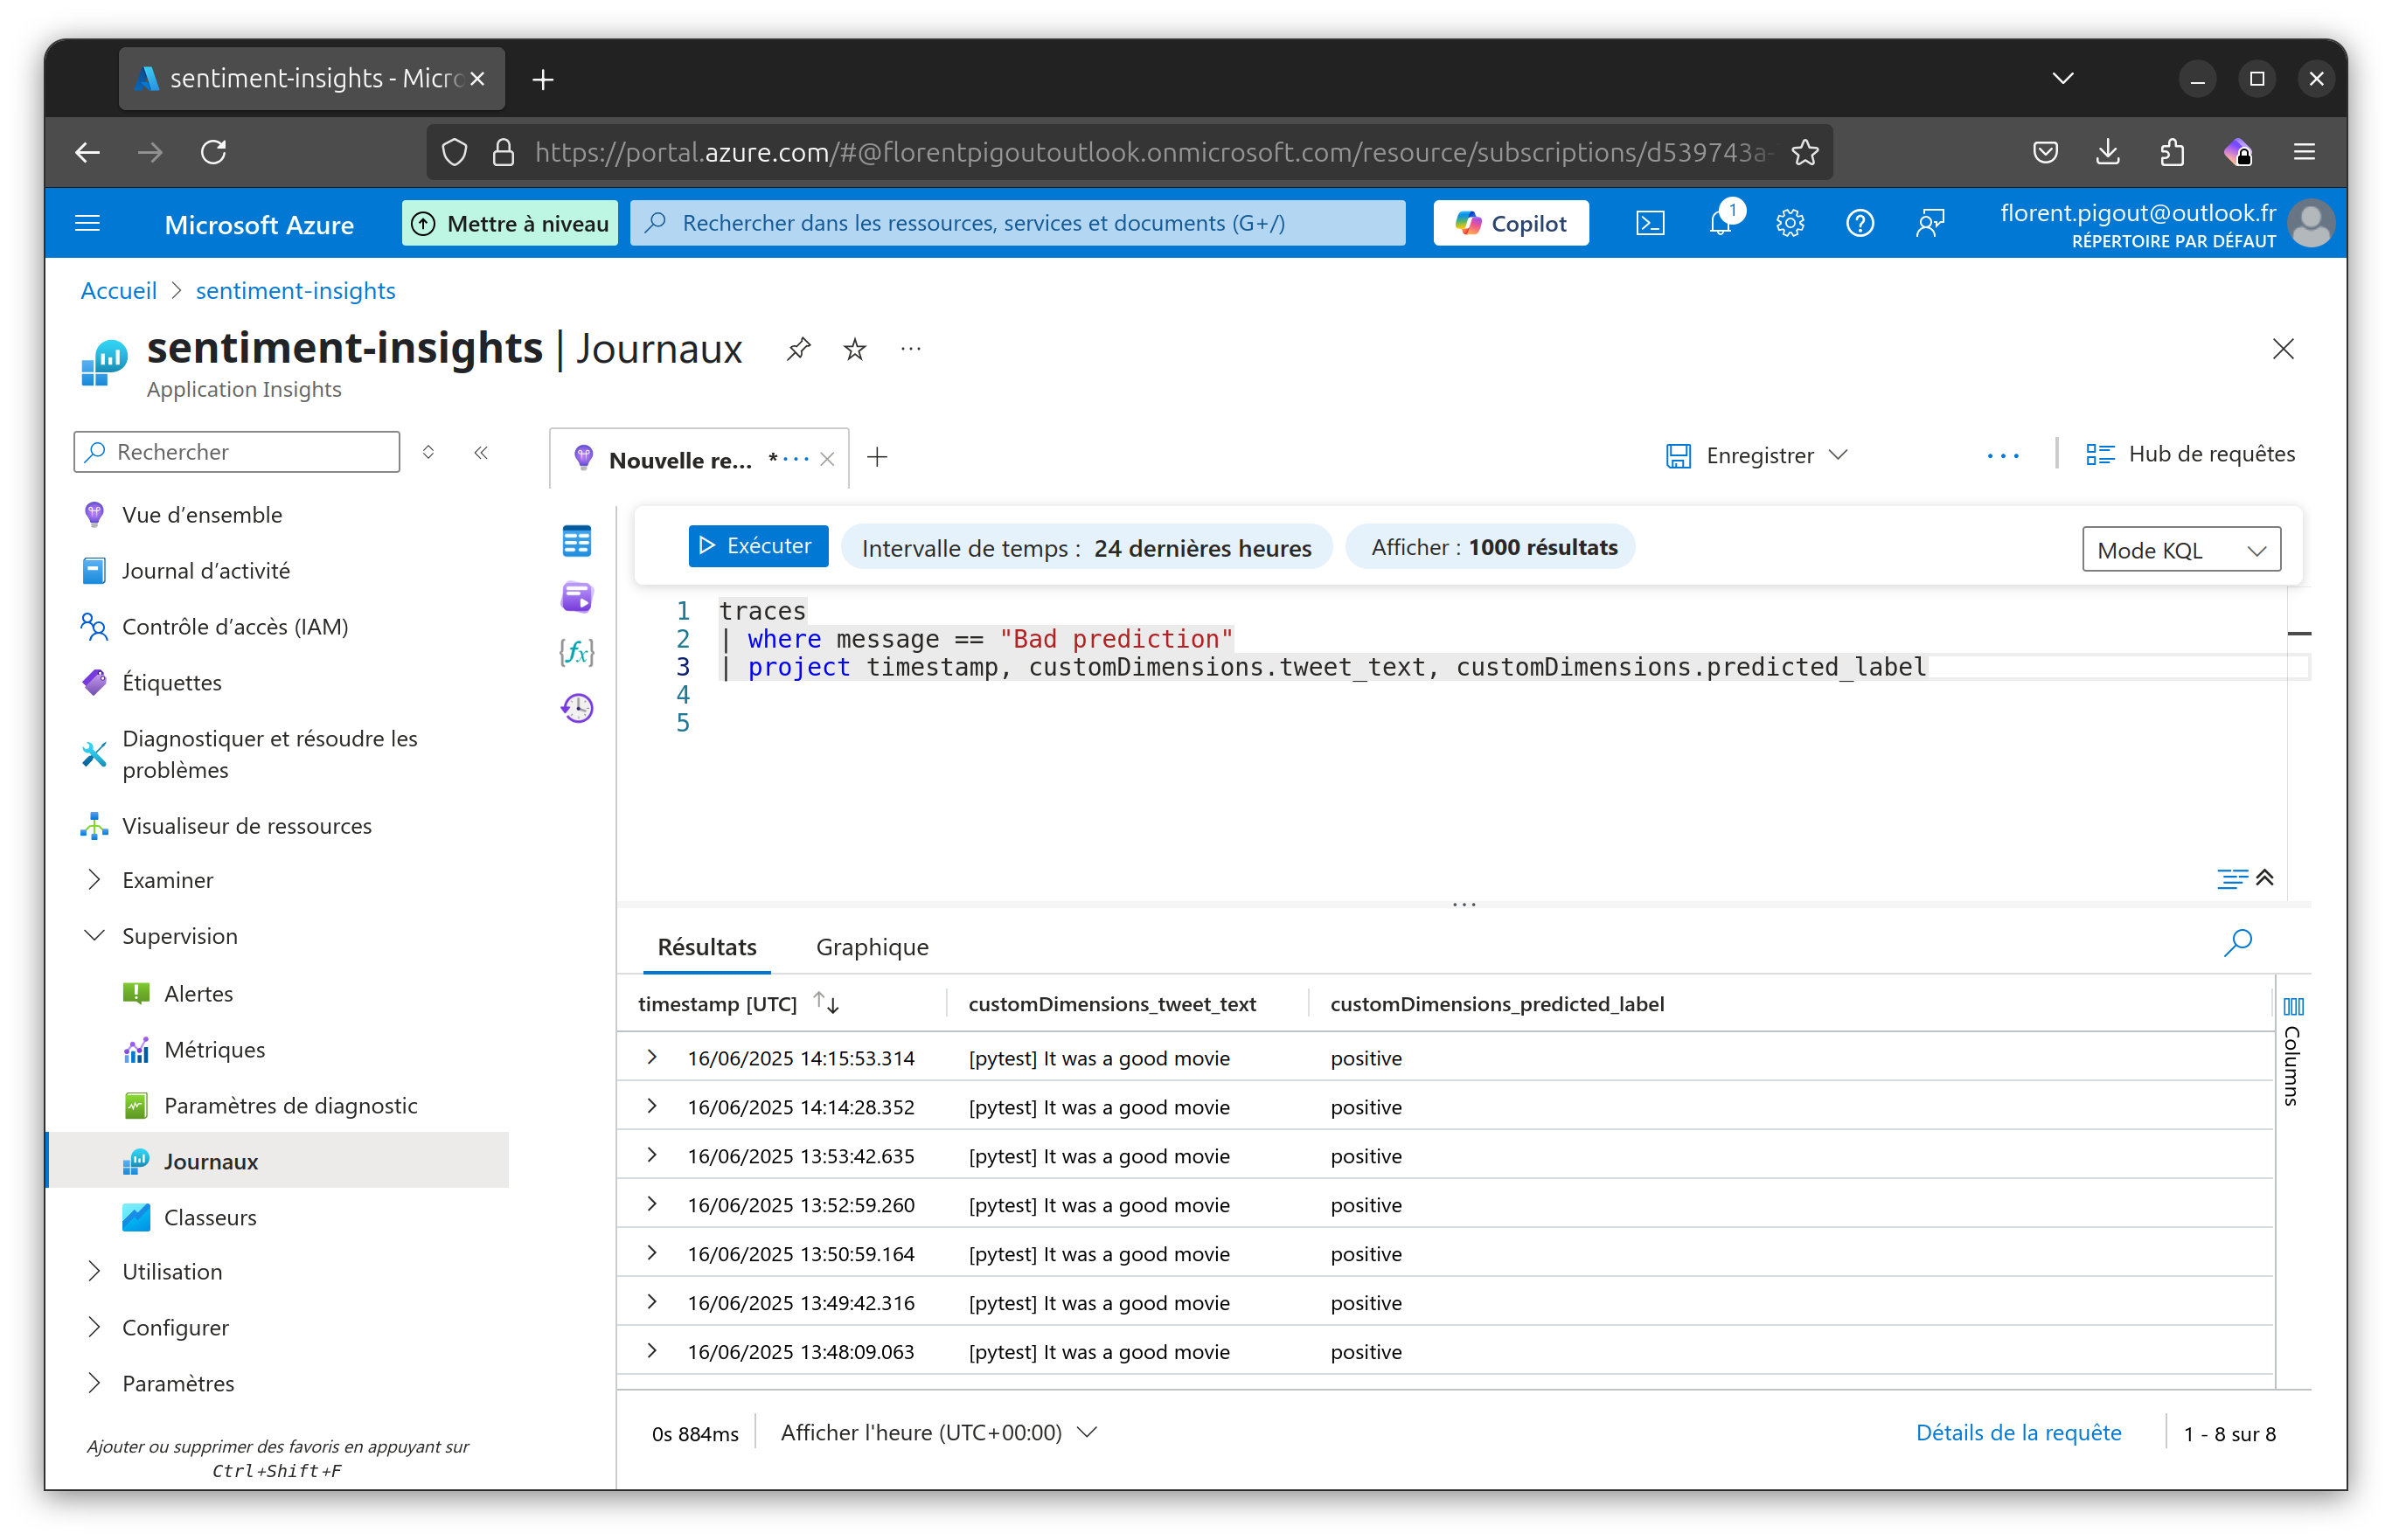 sentiment-insights - Micro
https://portal.azure.com/#@florentpigoutoutlook.onmicrosoft.com/resource/subscriptions/d539743a-
Microsoft Azure
Mettre à niveau
Rechercher dans les ressources, services et documents (G+/)
Copilot
1
florent.pigout@outlook.fr
RÉPERTOIRE PAR DÉFAUT
Accueil > sentiment-insights
sentiment-insights | Journaux
Application Insights
Rechercher
Vue d’ensemble
Journal d’activité
Contrôle d’accès (IAM)
Étiquettes
Diagnostiquer et résoudre les
problèmes
Visualiseur de ressources
Examiner
Supervision
Alertes
Métriques
Paramètres de diagnostic
Journaux
Classeurs
Utilisation
Configurer
Paramètres
Ajouter ou supprimer des favoris en appuyant sur
Ctrl+Shift+F
Nouvelle re... *
Enregistrer
Hub de requêtes
Exécuter
Intervalle de temps : 24 dernières heures
Afficher : 1000 résultats
Mode KQL
1 traces
2 | where message == "Bad prediction"
3 | project timestamp, customDimensions.tweet_text, customDimensions.predicted_label
4
5
Résultats
Graphique
timestamp [UTC] customDimensions_tweet_text customDimensions_predicted_label
16/06/2025 14:15:53.314 [pytest] It was a good movie positive
16/06/2025 14:14:28.352 [pytest] It was a good movie positive
16/06/2025 13:53:42.635 [pytest] It was a good movie positive
16/06/2025 13:52:59.260 [pytest] It was a good movie positive
16/06/2025 13:50:59.164 [pytest] It was a good movie positive
16/06/2025 13:49:42.316 [pytest] It was a good movie positive
16/06/2025 13:48:09.063 [pytest] It was a good movie positive
Columns
0s 884ms
Afficher l'heure (UTC+00:00)
Détails de la requête
1 - 8 sur 8